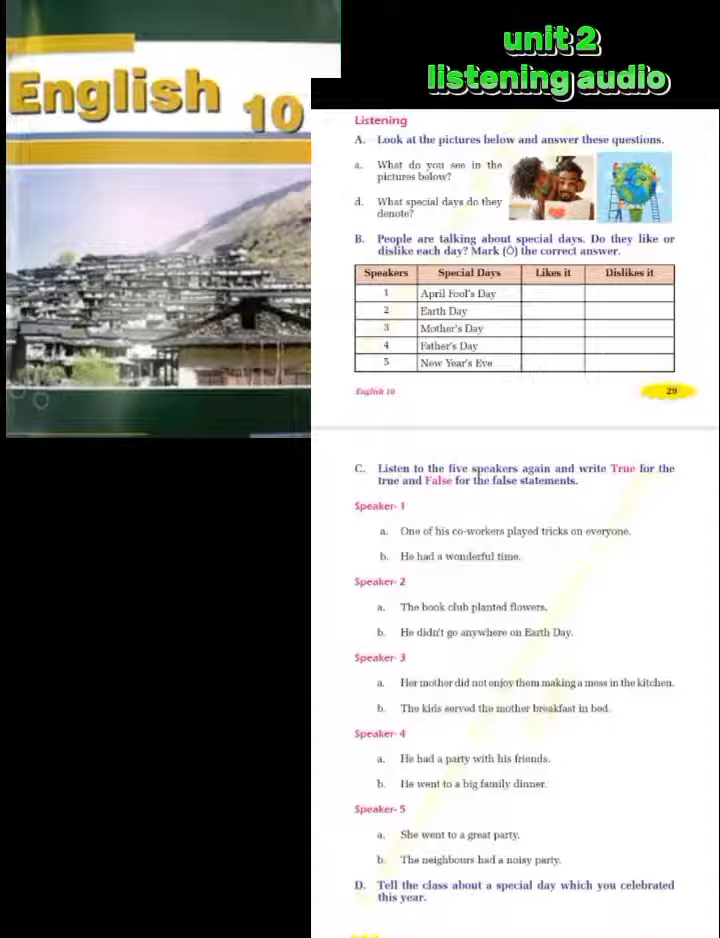 English 10
unit 2
listening audio
Listening
A. Look at the pictures below and answer these questions.
a. What do you see in the
pictures below?
d. What special days do they
denote?
B. People are talking about special days. Do they like or
dislike each day? Mark (Ö) the correct answer.
Speakers Special Days Likes it Dislikes it
1 April Fool's Day
2 Earth Day
3 Mother's Day
4 Father's Day
5 New Year's Eve
English 10 29
C. Listen to the five speakers again and write True for the
true and False for the false statements.
Speaker- 1
a. One of his co-workers played tricks on everyone.
b. He had a wonderful time.
Speaker- 2
a. The book club planted flowers.
b. He didn't go anywhere on Earth Day.
Speaker- 3
a. Her mother did not enjoy them making a mess in the kitchen.
b. The kids served the mother breakfast in bed.
Speaker- 4
a. He had a party with his friends.
b. He went to a big family dinner.
Speaker- 5
a. She went to a great party.
b. The neighbours had a noisy party.
D. Tell the class about a special day which you celebrated
this year.